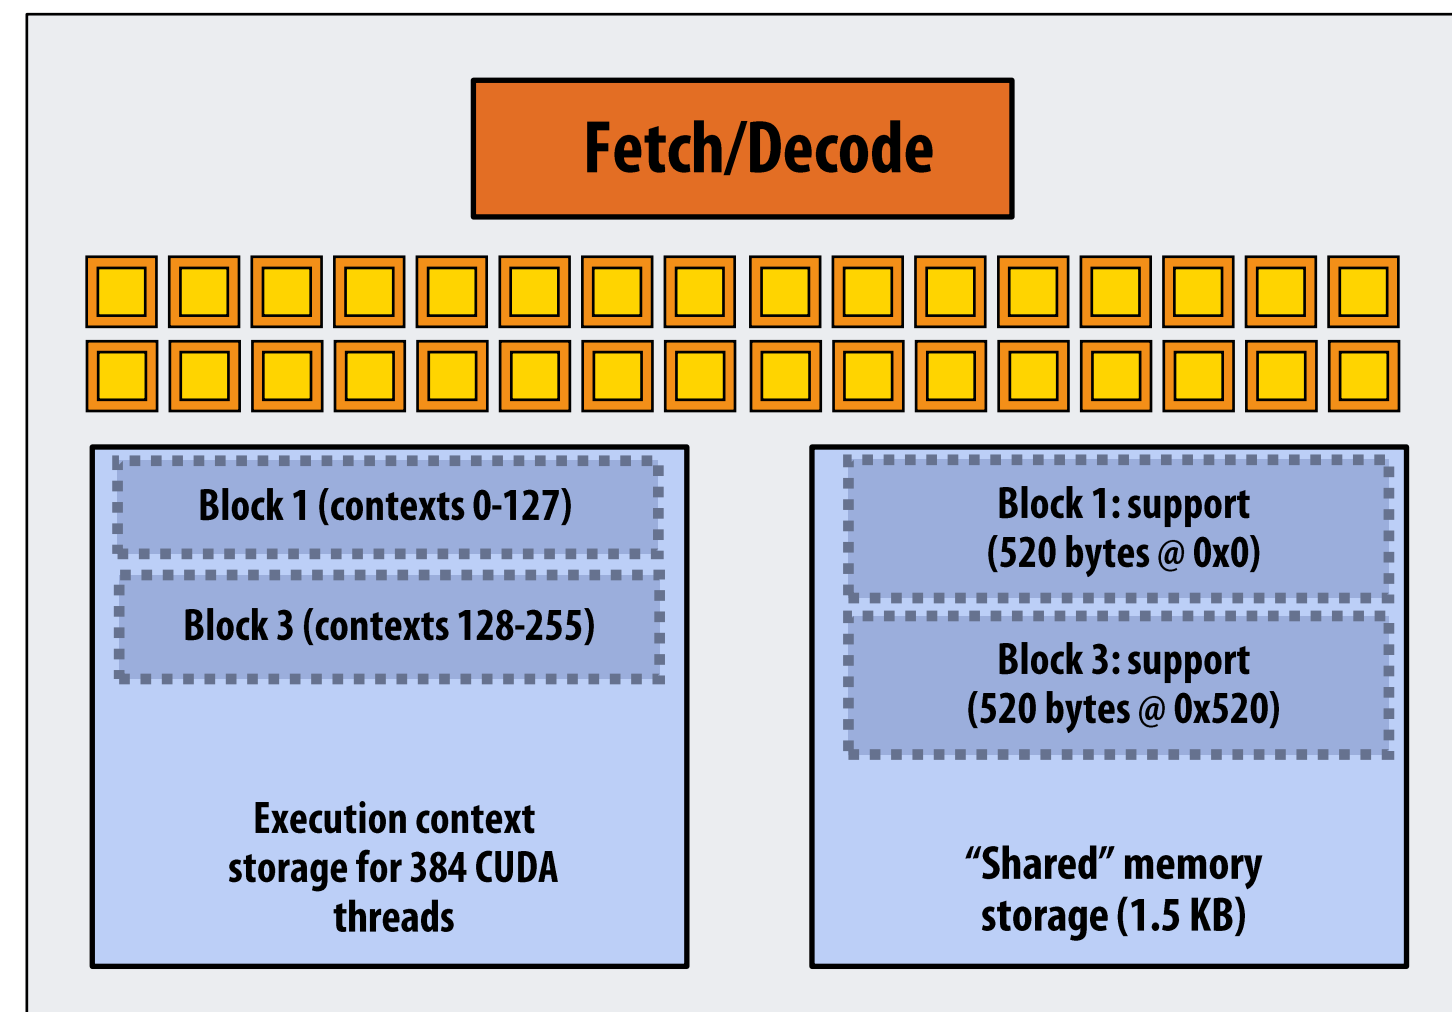 Fetch/Decode
Block 1 (contexts 0-127)
Block 3 (contexts 128-255)
Execution context
storage for 384 CUDA
threads
Block 1: support
(520 bytes @ 0x0)
Block 3: support
(520 bytes @ 0x520)
“Shared” memory
storage (1.5 KB)